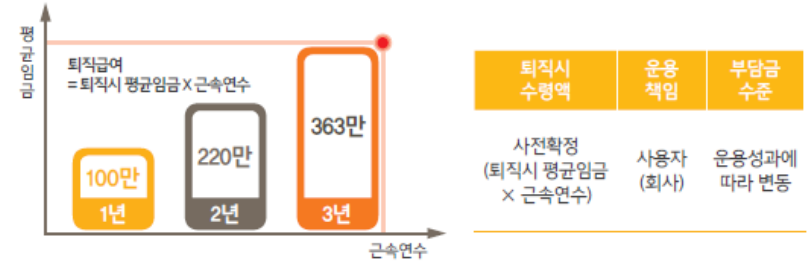 평균임금
퇴직급여
= 퇴직시 평균임금 X 근속연수
100만
1년
220만
2년
363만
3년
근속연수
퇴직시
수령액
운용
책임
부담금
수준
사전확정
(퇴직시 평균임금
× 근속연수)
사용자
(회사)
운용성과에
따라 변동